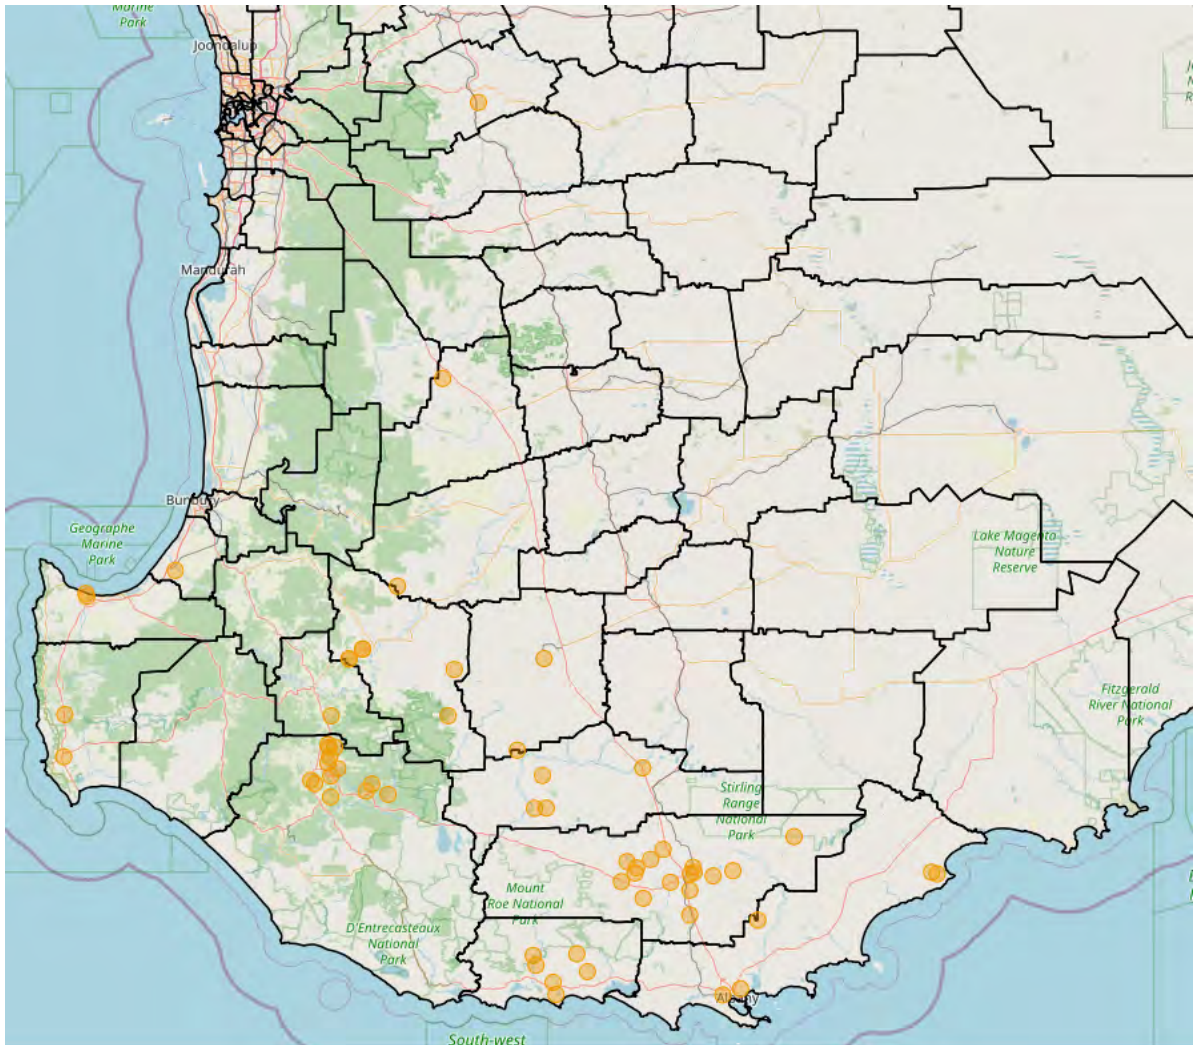 Marine
Park
Joondalup
Mandurah
Bunbury
Geographe
Marine
Park
Lake Magenta
Nature
Reserve
Fitzgerald
River National
Park
Stirling
Range
National
Park
Mount
Roe National
Park
D'Entrecasteaux
National
Park
Albany
South-west